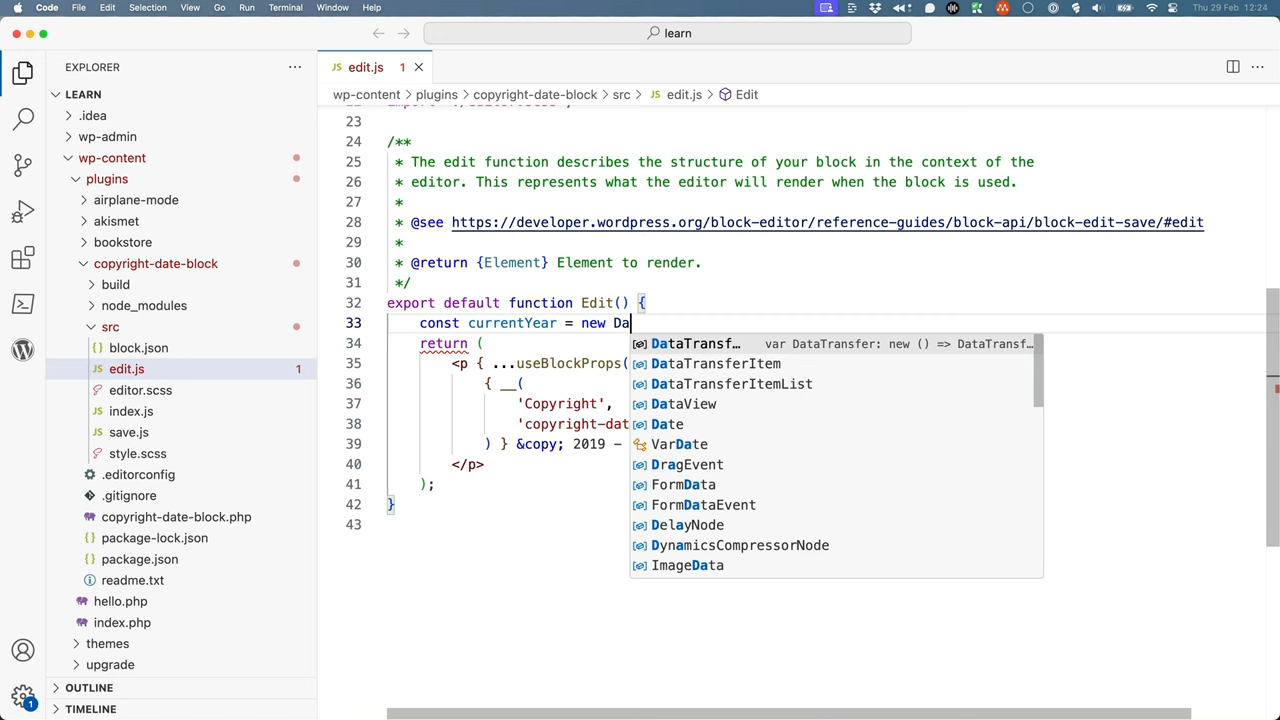 Code File Edit Selection View Go Run Terminal Window Help Thu 29 Feb 12:24
learn
EXPLORER
JS edit.js 1
wp-content > plugins > copyright-date-block > src > JS edit.js > Edit
LEARN
.idea
wp-admin
wp-content
plugins
airplane-mode
akismet
bookstore
copyright-date-block
build
node_modules
src
{} block.json
JS edit.js 1
editor.scss
JS index.js
JS save.js
style.scss
.editorconfig
.gitignore
copyright-date-block.php
{} package-lock.json
{} package.json
readme.txt
hello.php
index.php
themes
upgrade
OUTLINE
TIMELINE
1
23
24 /**
25 * The edit function describes the structure of your block in the context of the
26 * editor. This represents what the editor will render when the block is used.
27 *
28 * @see https://developer.wordpress.org/block-editor/reference-guides/block-api/block-edit-save/#edit
29 *
30 * @return {Element} Element to render.
31 */
32 export default function Edit() {
33 const currentYear = new Da
34 return (
35 <p { ...useBlockProps(
36 { __(
37 'Copyright',
38 'copyright-dat
39 ) } &copy; 2019 –
40 </p>
41 );
42 }
43
DataTransf… var DataTransfer: new () => DataTransf…
DataTransferItem
DataTransferItemList
DataView
Date
VarDate
DragEvent
FormData
FormDataEvent
DelayNode
DynamicsCompressorNode
ImageData